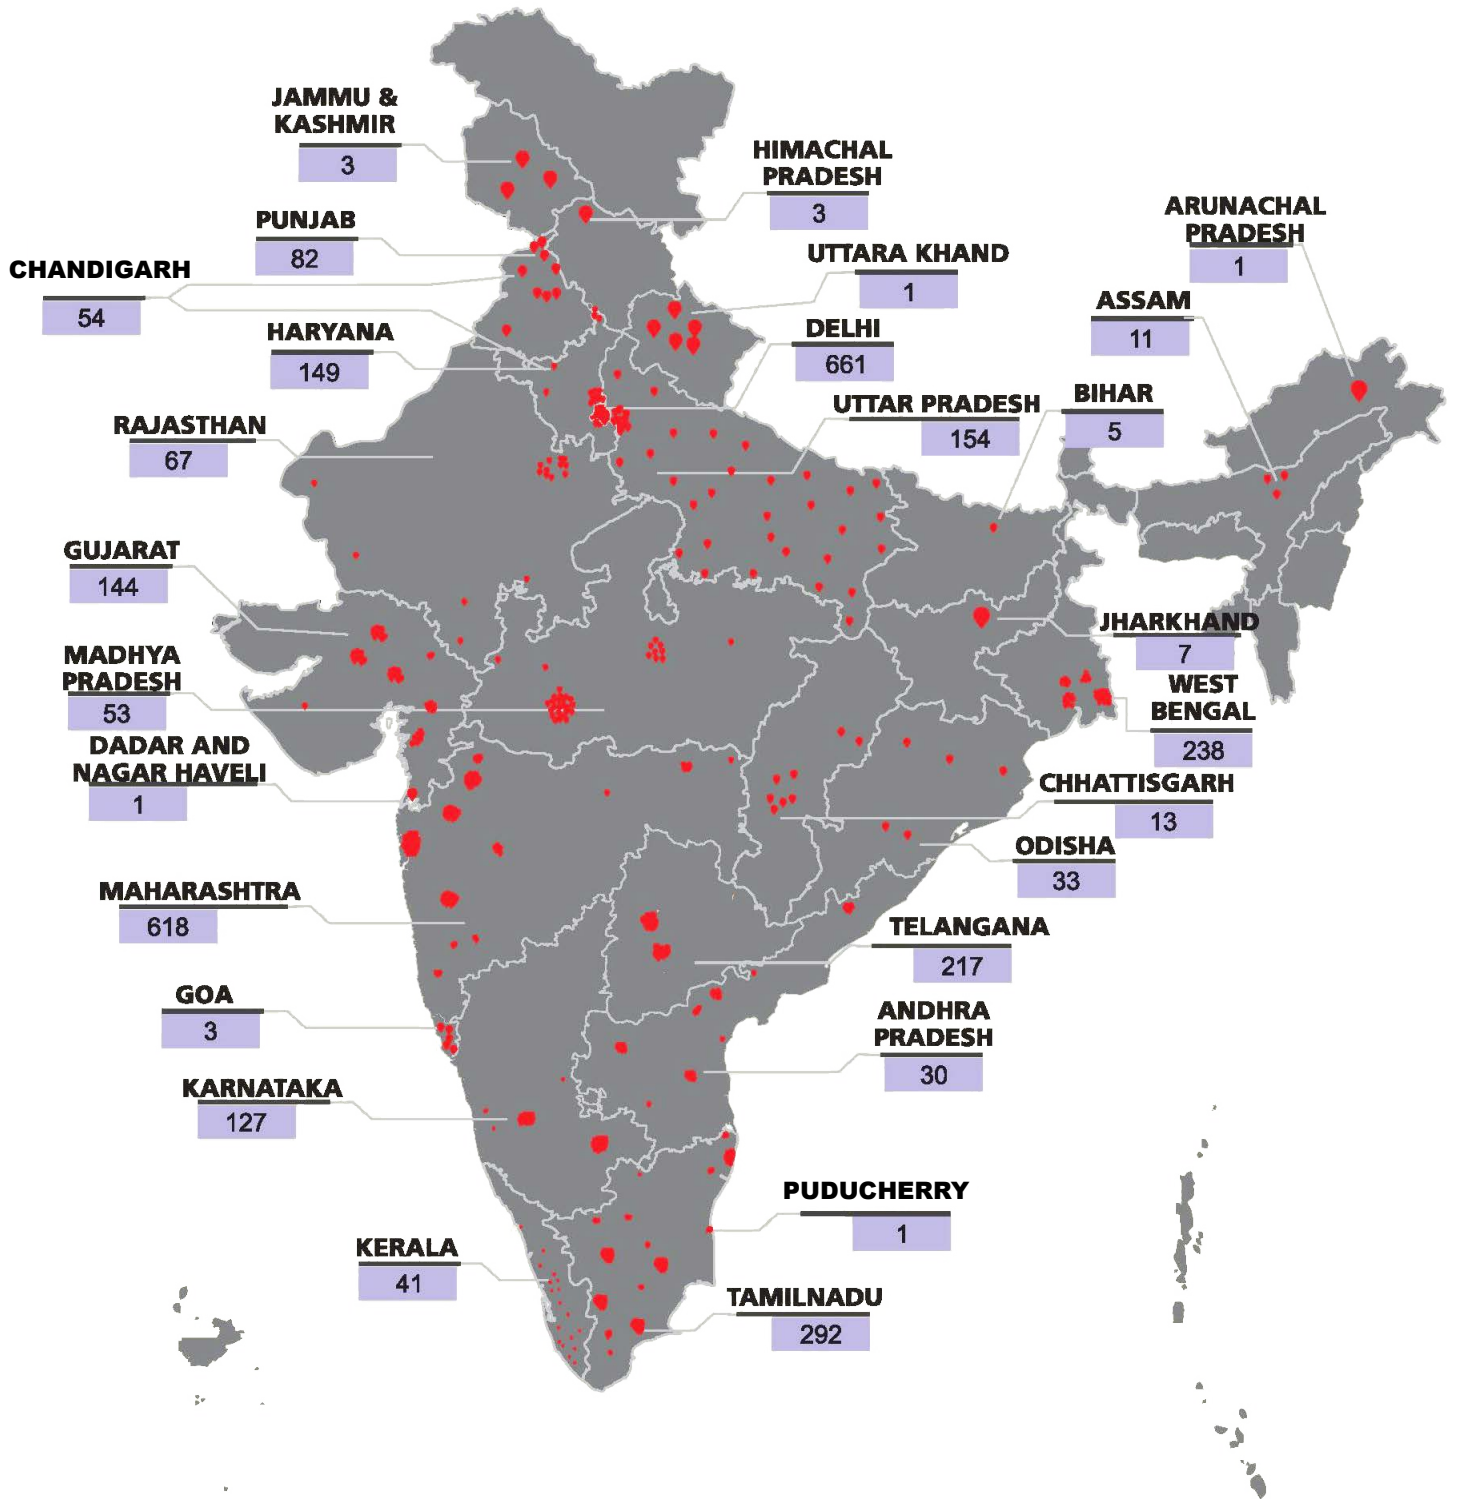 JAMMU &
KASHMIR
3
HIMACHAL
PRADESH
3
ARUNACHAL
PRADESH
1
PUNJAB
82
UTTARA KHAND
1
CHANDIGARH
54
ASSAM
11
HARYANA
149
DELHI
661
UTTAR PRADESH
154
BIHAR
5
RAJASTHAN
67
GUJARAT
144
JHARKHAND
7
MADHYA
PRADESH
53
WEST
BENGAL
238
DADAR AND
NAGAR HAVELI
1
CHHATTISGARH
13
ODISHA
33
MAHARASHTRA
618
TELANGANA
217
GOA
3
ANDHRA
PRADESH
30
KARNATAKA
127
PUDUCHERRY
1
KERALA
41
TAMILNADU
292